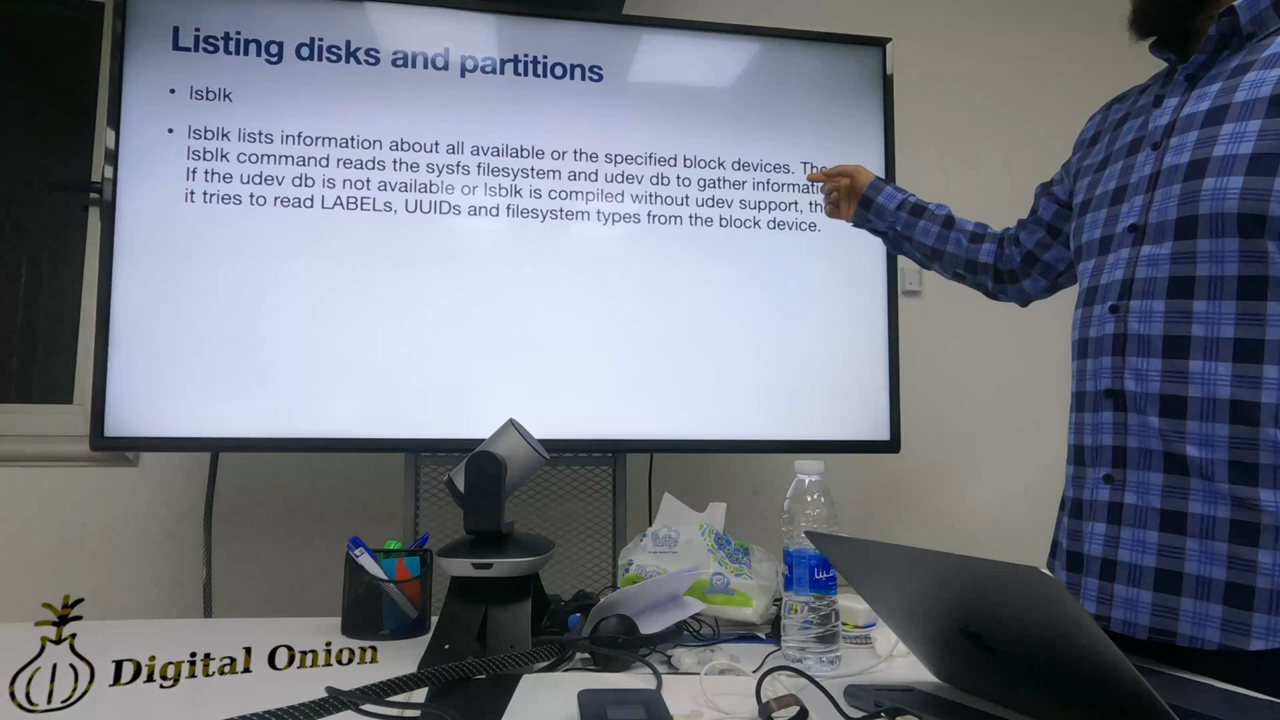 Listing disks and partitions
• lsblk
• lsblk lists information about all available or the specified block devices. The
lsblk command reads the sysfs filesystem and udev db to gather
If the udev db is not available or lsblk is compiled without udev support,
it tries to read LABELs, UUIDs and filesystem types from the block device.
Digital Onion